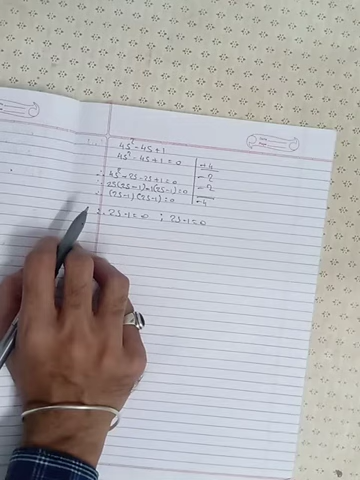 4s² - 4s + 1
4s² - 4s + 1 = 0
∴ 4s² - 2s - 2s + 1 = 0
∴ 2s(2s - 1) - 1(2s - 1) = 0
∴ (2s - 1) (2s - 1) = 0
∴ 2s - 1 = 0 ; 2s - 1 = 0
+4
-2
-2
-4